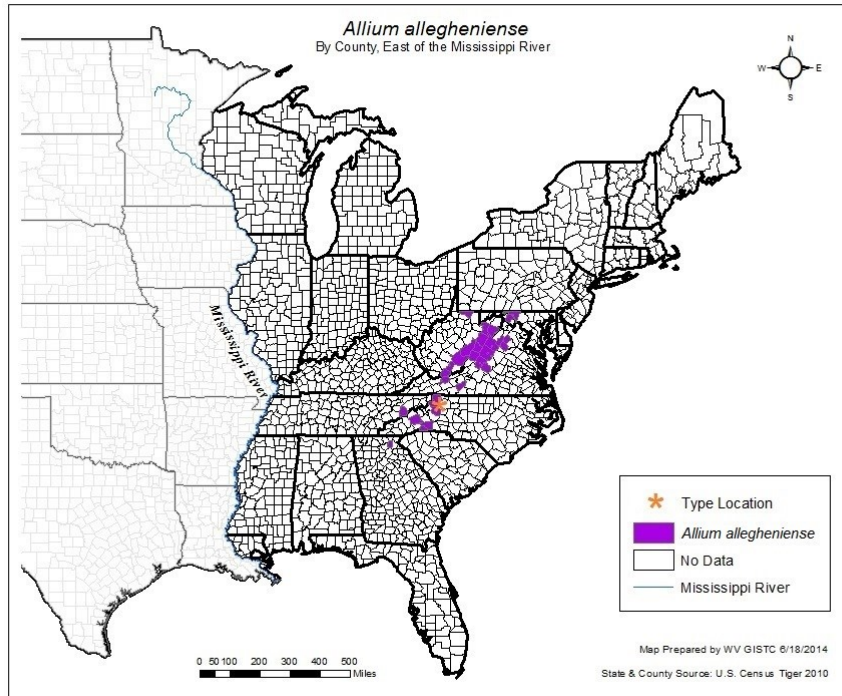 Allium allegheniense
By County, East of the Mississippi River
N
W E
S
Mississippi River
Type Location
Allium allegheniense
No Data
Mississippi River
0 50 100 200 300 400 500
Miles
Map Prepared by WV GISTC 6/18/2014
State & County Source: U.S. Census Tiger 2010